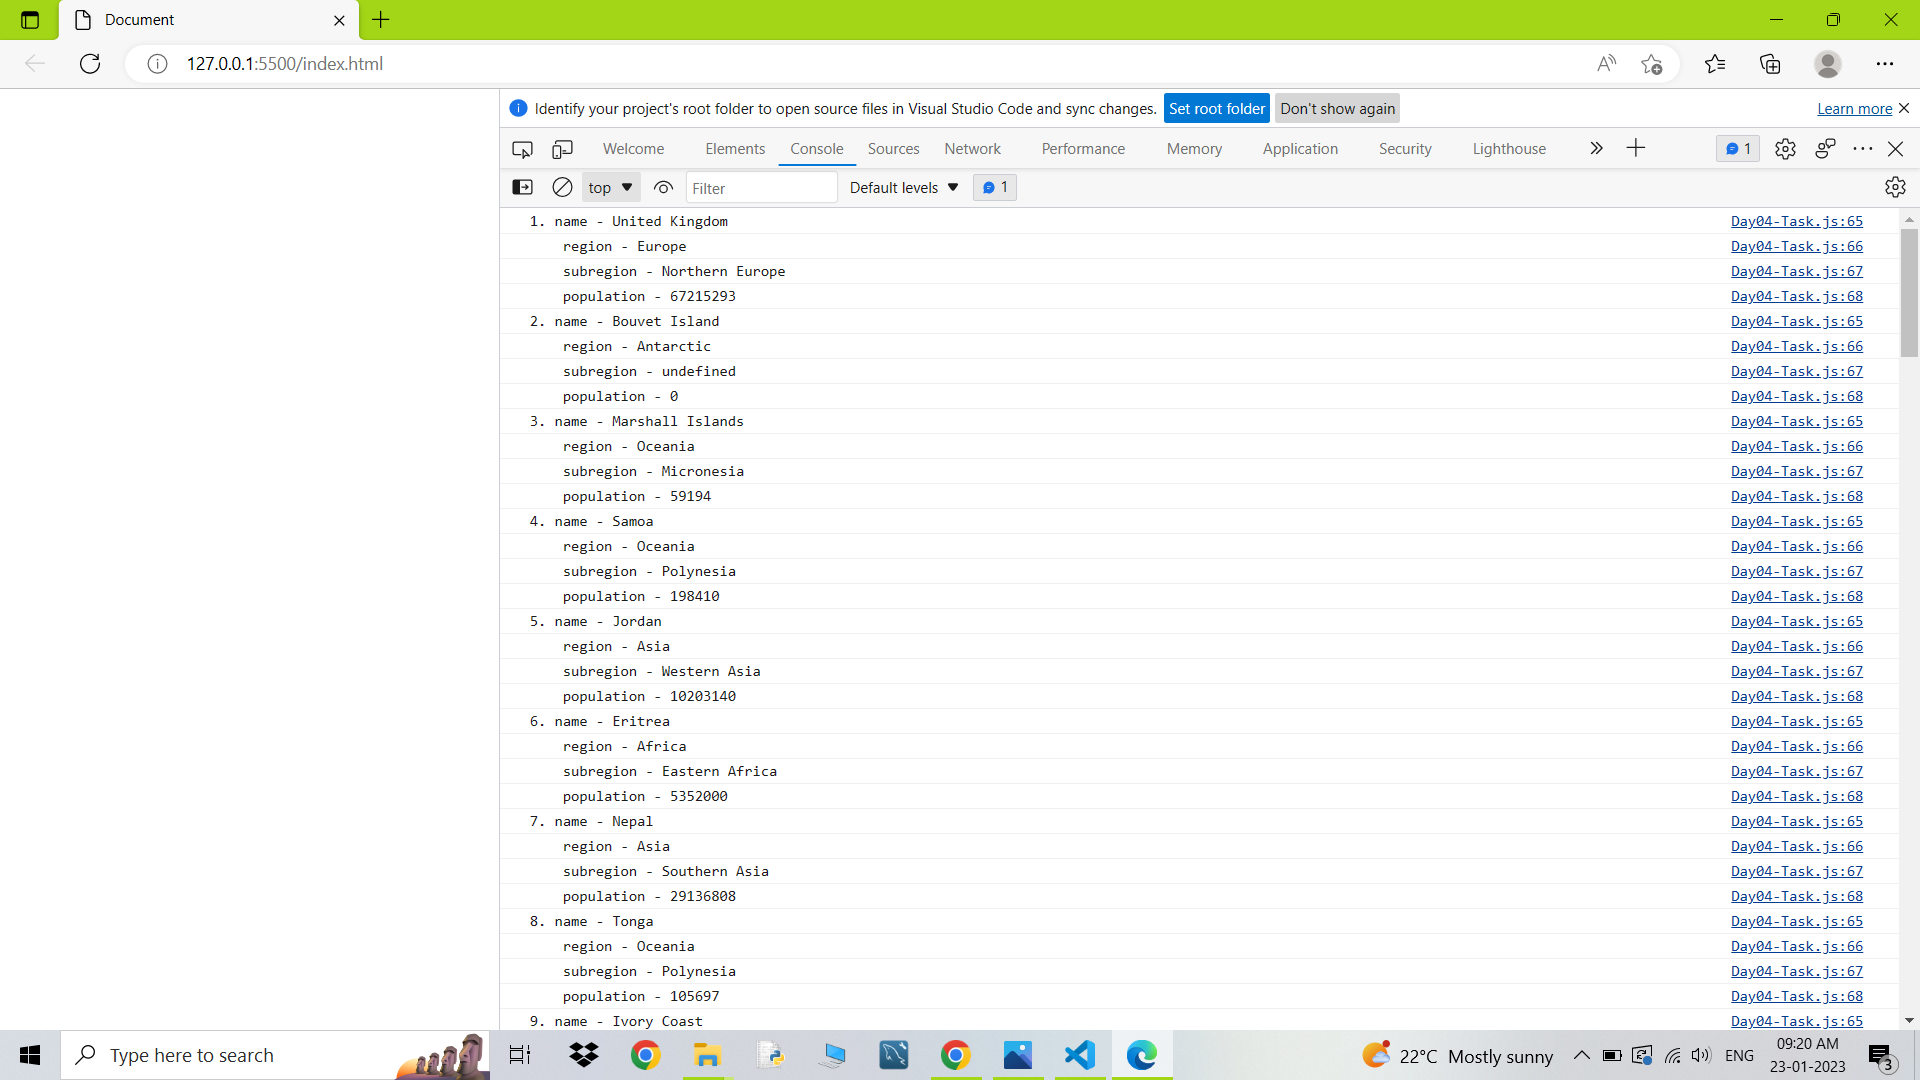 Document
127.0.0.1:5500/index.html
Identify your project's root folder to open source files in Visual Studio Code and sync changes. Set root folder Don't show again Learn more
Welcome Elements Console Sources Network Performance Memory Application Security Lighthouse 1
top Filter Default levels 1
1. name - United Kingdom Day04-Task.js:65
region - Europe Day04-Task.js:66
subregion - Northern Europe Day04-Task.js:67
population - 67215293 Day04-Task.js:68
2. name - Bouvet Island Day04-Task.js:65
region - Antarctic Day04-Task.js:66
subregion - undefined Day04-Task.js:67
population - 0 Day04-Task.js:68
3. name - Marshall Islands Day04-Task.js:65
region - Oceania Day04-Task.js:66
subregion - Micronesia Day04-Task.js:67
population - 59194 Day04-Task.js:68
4. name - Samoa Day04-Task.js:65
region - Oceania Day04-Task.js:66
subregion - Polynesia Day04-Task.js:67
population - 198410 Day04-Task.js:68
5. name - Jordan Day04-Task.js:65
region - Asia Day04-Task.js:66
subregion - Western Asia Day04-Task.js:67
population - 10203140 Day04-Task.js:68
6. name - Eritrea Day04-Task.js:65
region - Africa Day04-Task.js:66
subregion - Eastern Africa Day04-Task.js:67
population - 5352000 Day04-Task.js:68
7. name - Nepal Day04-Task.js:65
region - Asia Day04-Task.js:66
subregion - Southern Asia Day04-Task.js:67
population - 29136808 Day04-Task.js:68
8. name - Tonga Day04-Task.js:65
region - Oceania Day04-Task.js:66
subregion - Polynesia Day04-Task.js:67
population - 105697 Day04-Task.js:68
9. name - Ivory Coast Day04-Task.js:65
Type here to search 22°C Mostly sunny ENG 09:20 AM
23-01-2023 3